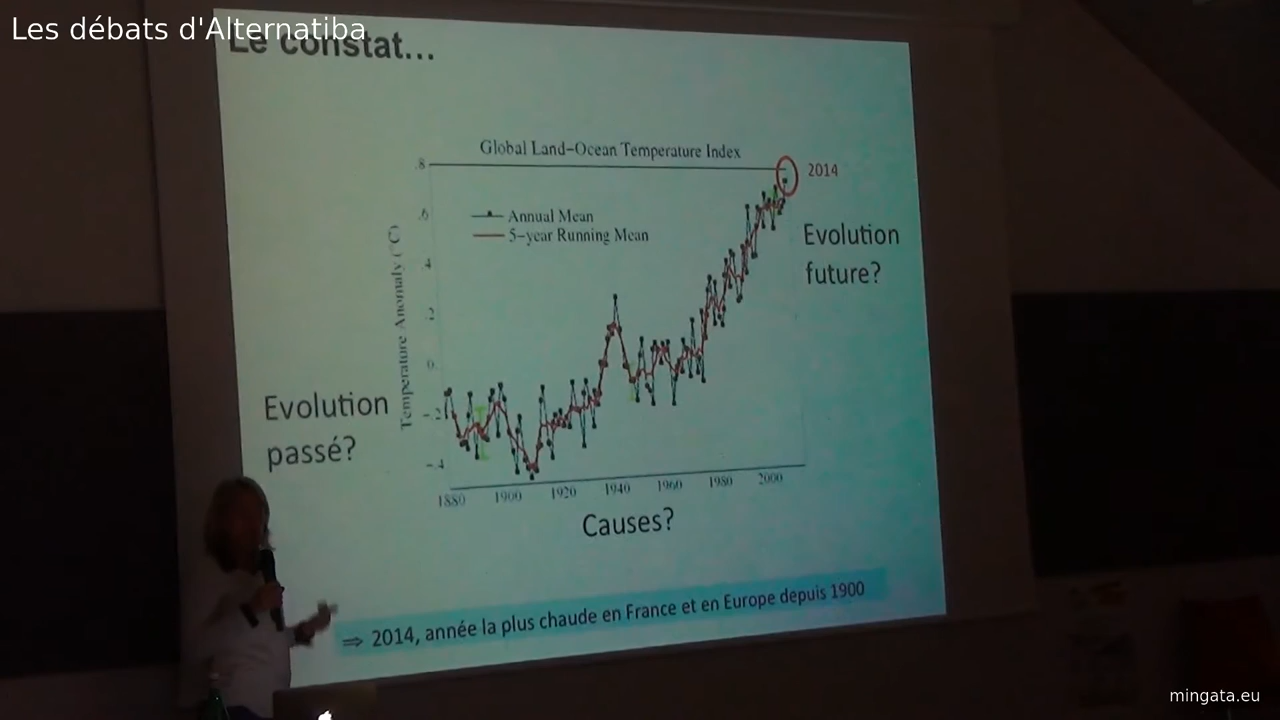 Les débats d'Alternatiba
Le constat...
Global Land-Ocean Temperature Index
.8
2014
.6
Annual Mean
5-year Running Mean
Evolution
future?
.4
Temperature Anomaly (°C)
.2
0
Evolution
passé?
-.2
-.4
1880 1900 1920 1940 1960 1980 2000
Causes?
⇒ 2014, année la plus chaude en France et en Europe depuis 1900
mingata.eu